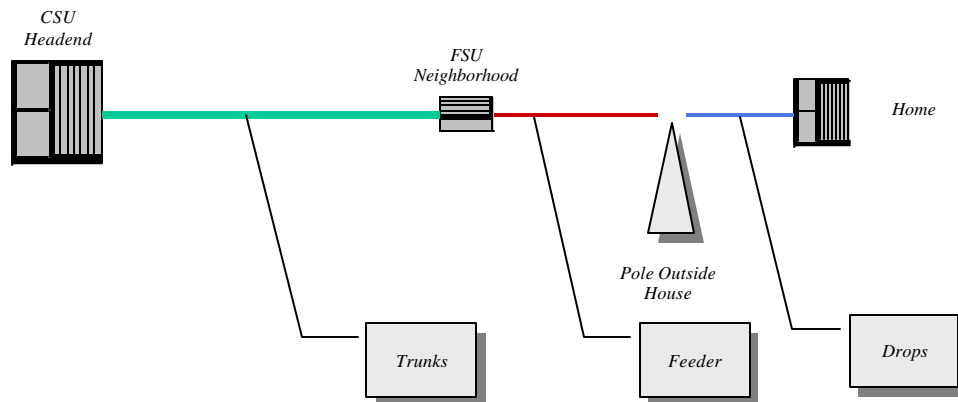 CSU
Headend
FSU
Neighborhood
Home
Pole Outside
House
Trunks
Feeder
Drops